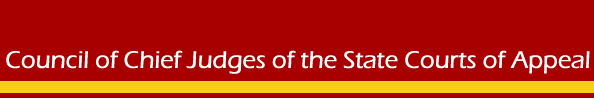 Council of Chief Judges of the State Courts of Appeal